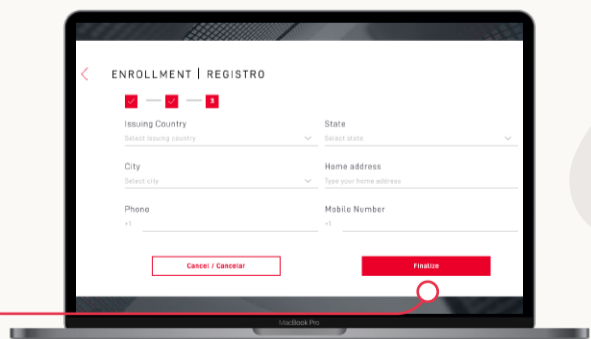 ENROLLMENT | REGISTRO
3
Issuing Country State
Select issuing country Select state
City Home address
Select city Type your home address
Phone Mobile Number
+1 +1
Cancel / Cancelar Finalize
MacBook Pro